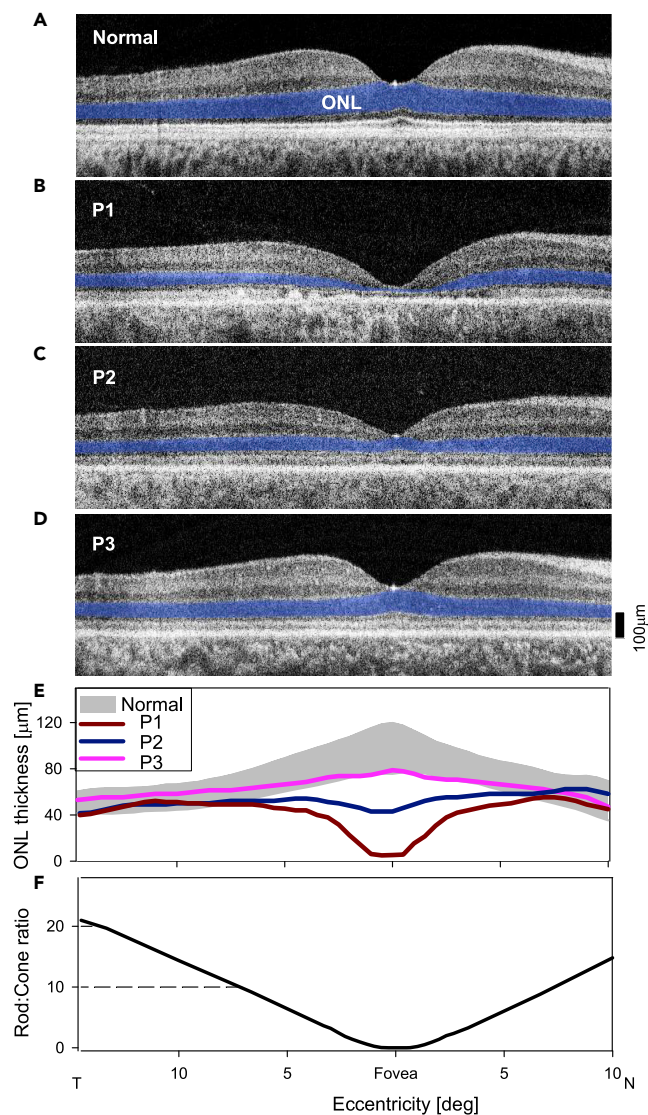 A
Normal
ONL
B
P1
C
P2
D
P3
100μm
E
Normal
P1
P2
P3
ONL thickness [μm]
120
80
40
0
F
Rod:Cone ratio
20
10
0
T 10 5 Fovea 5 10 N
Eccentricity [deg]